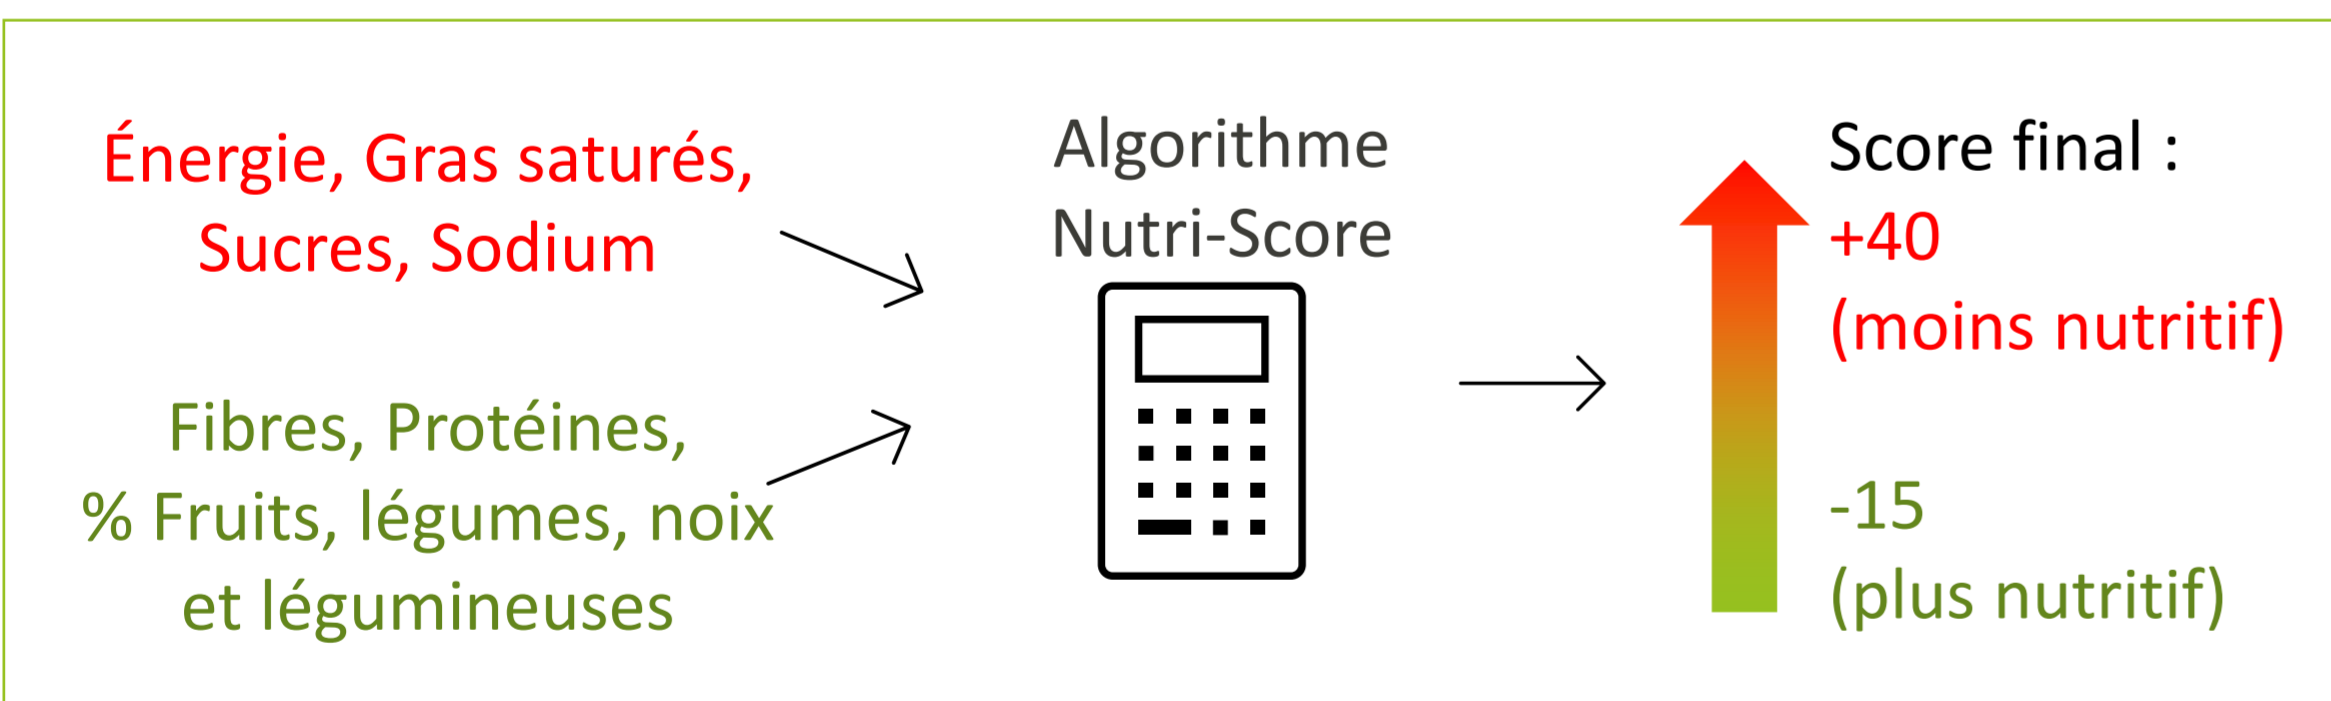 Énergie, Gras saturés,
Sucres, Sodium
Fibres, Protéines,
% Fruits, légumes, noix
et légumineuses
Algorithme
Nutri-Score
Score final :
+40
(moins nutritif)
-15
(plus nutritif)